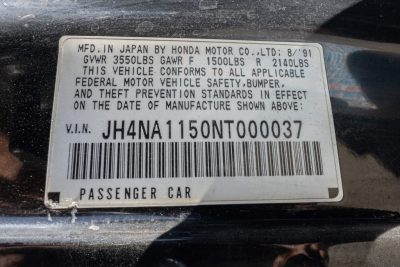 MFD. IN JAPAN BY HONDA MOTOR CO.,LTD: 8/'91
GVWR 3550LBS GAWR F 1500LBS R 2140LBS
THIS VEHICLE CONFORMS TO ALL APPLICABLE
FEDERAL MOTOR VEHICLE SAFETY,BUMPER,
AND THEFT PREVENTION STANDARDS IN EFFECT
ON THE DATE OF MANUFACTURE SHOWN ABOVE:
V.I.N. JH4NA1150NT000037
PASSENGER CAR